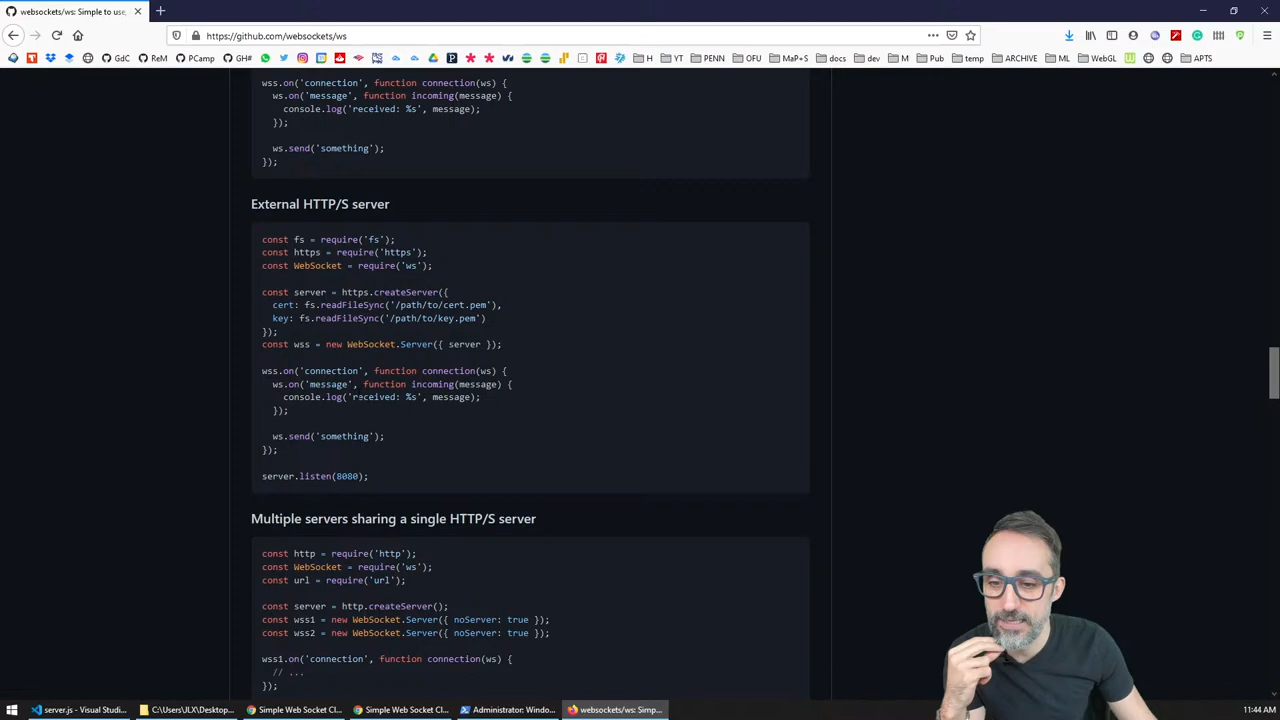 websockets/ws: Simple to use,
https://github.com/websockets/ws
GdC
ReM
PCamp
GH#
H
YT
PENN
OFU
MaP+S
docs
dev
M
Pub
temp
ARCHIVE
ML
WebGL
APTS
wss.on('connection', function connection(ws) {
ws.on('message', function incoming(message) {
console.log('received: %s', message);
});
ws.send('something');
});
External HTTP/S server
const fs = require('fs');
const https = require('https');
const WebSocket = require('ws');
const server = https.createServer({
cert: fs.readFileSync('/path/to/cert.pem'),
key: fs.readFileSync('/path/to/key.pem')
});
const wss = new WebSocket.Server({ server });
wss.on('connection', function connection(ws) {
ws.on('message', function incoming(message) {
console.log('received: %s', message);
});
ws.send('something');
});
server.listen(8080);
Multiple servers sharing a single HTTP/S server
const http = require('http');
const WebSocket = require('ws');
const url = require('url');
const server = http.createServer();
const wss1 = new WebSocket.Server({ noServer: true });
const wss2 = new WebSocket.Server({ noServer: true });
wss1.on('connection', function connection(ws) {
// ...
});
server.js - Visual Studi...
C:\Users\JLX\Desktop...
Simple Web Socket Cl...
Simple Web Socket Cl...
Administrator: Windo...
websockets/ws: Simp...
11:44 AM